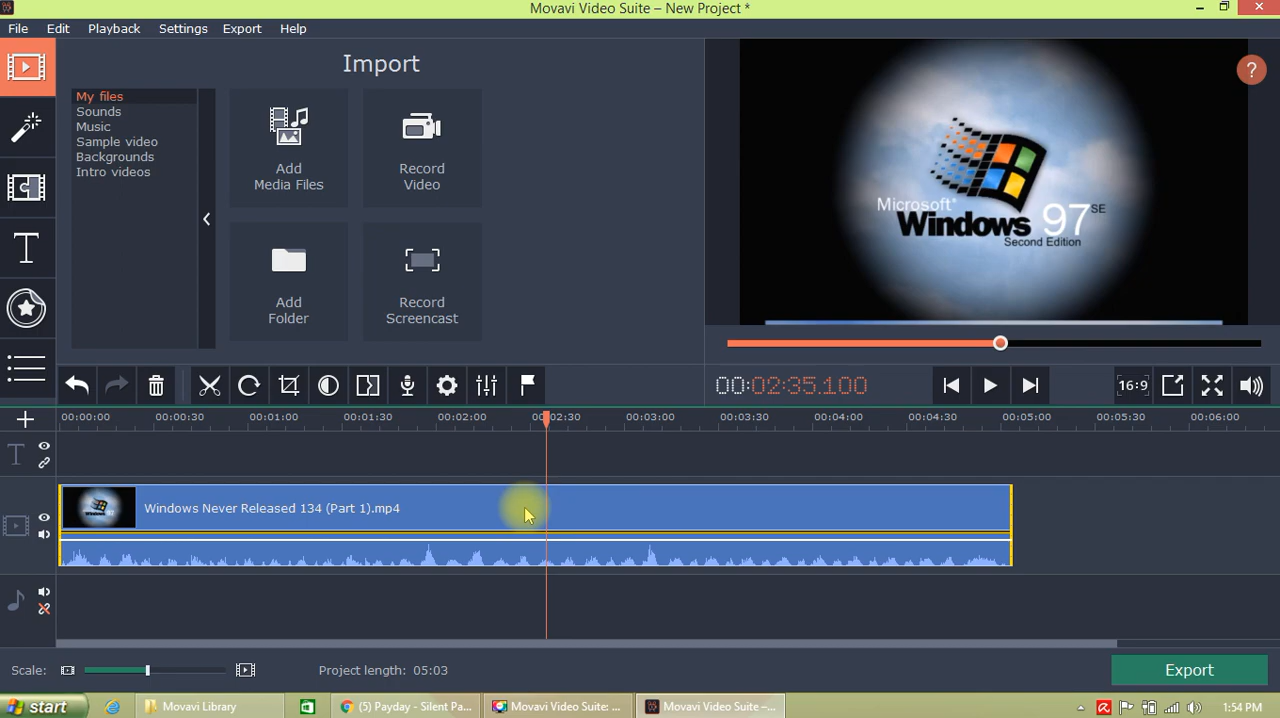 Movavi Video Suite – New Project *
File Edit Playback Settings Export Help
Import
?
My files
Sounds
Music
Sample video
Backgrounds
Intro videos
Add
Media Files
Record
Video
Add
Folder
Record
Screencast
Microsoft
Windows 97 SE
Second Edition
00:02:35.100
16:9
00:00:00 00:00:30 00:01:00 00:01:30 00:02:00 00:02:30 00:03:00 00:03:30 00:04:00 00:04:30 00:05:00 00:05:30 00:06:00
Windows Never Released 134 (Part 1).mp4
Scale:
Project length: 05:03
Export
start
Movavi Library
(5) Payday - Silent Pa...
Movavi Video Suite: ...
Movavi Video Suite –...
1:54 PM